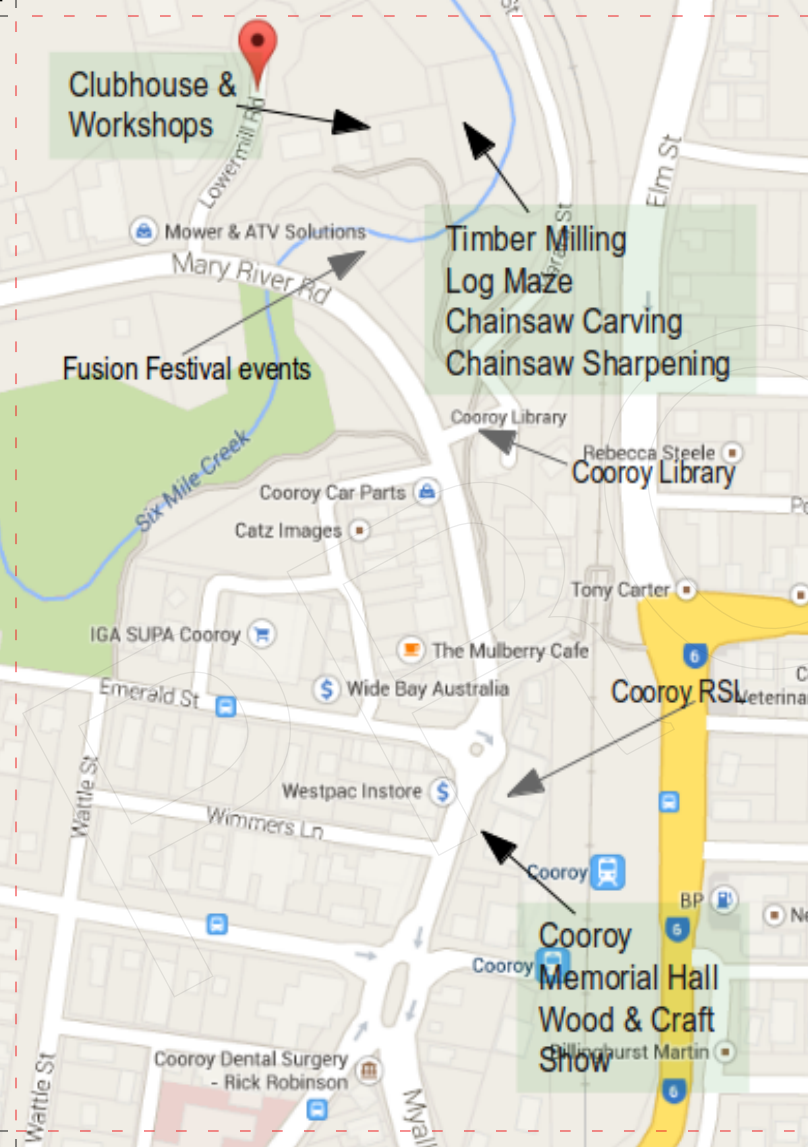 St
Clubhouse &
Workshops
Lowermill Rd
Elm St
Mower & ATV Solutions
Timber Milling
Log Maze
Chainsaw Carving
Chainsaw Sharpening
Mary River Rd
Fusion Festival events
Cooroy Library
Rebecca Steele
Cooroy Library
Six Mile Creek
Cooroy Car Parts
Catz Images
Tony Carter
IGA SUPA Cooroy
The Mulberry Cafe
6
Wide Bay Australia
Cooroy RSL
Emerald St
Wattle St
Westpac Instore
Wimmers Ln
Cooroy
BP
6
Cooroy
Memorial Hall
Wood & Craft
Show
Cooroy
Dillinghurst Martin
Cooroy Dental Surgery
- Rick Robinson
6
Wattle St